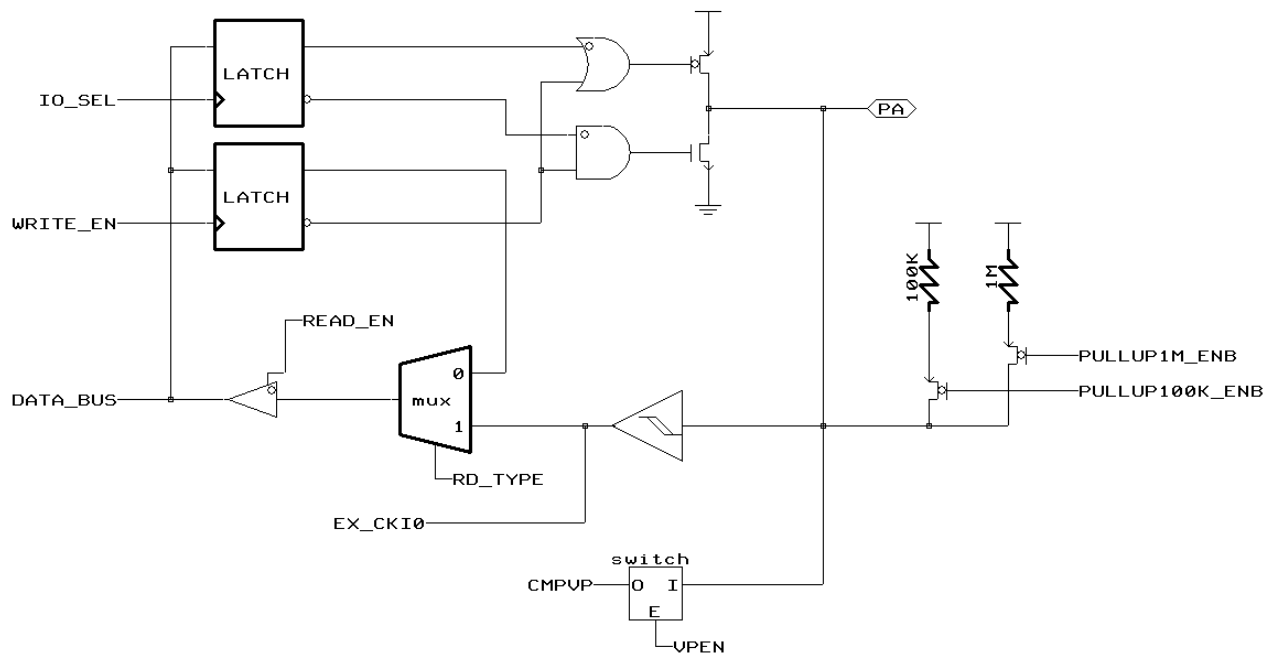 LATCH
IO_SEL
PA
LATCH
WRITE_EN
100K
1M
READ_EN
PULLUP1M_ENB
0
PULLUP100K_ENB
DATA_BUS
mux
1
RD_TYPE
EX_CKI0
switch
CMPVP
O I
E
VPEN